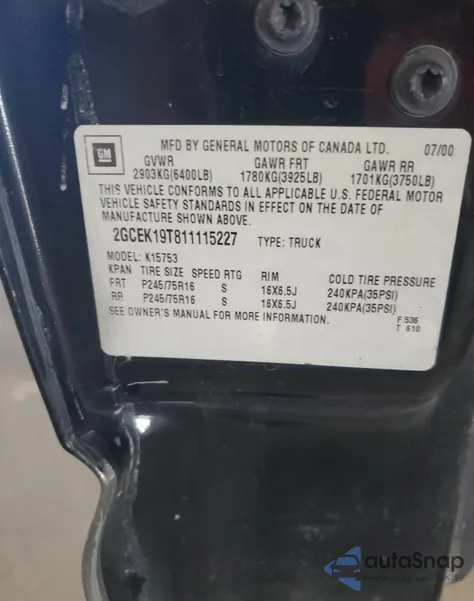 MFD BY GENERAL MOTORS OF CANADA LTD. 07/00
GM
GVWR GAWR FRT GAWR RR
2903KG(6400LB) 1780KG(3925LB) 1701KG(3750LB)
THIS VEHICLE CONFORMS TO ALL APPLICABLE U.S. FEDERAL MOTOR
VEHICLE SAFETY STANDARDS IN EFFECT ON THE DATE OF
MANUFACTURE SHOWN ABOVE.
2GCEK19T811115227 TYPE: TRUCK
MODEL: K15753
KPAN TIRE SIZE SPEED RTG RIM COLD TIRE PRESSURE
FRT P245/75R16 S 16X6.5J 240KPA(35PSI)
RR P245/75R16 S 16X6.5J 240KPA(35PSI)
SEE OWNER'S MANUAL FOR MORE INFORMATION.
F 536
T 610
autoSnap